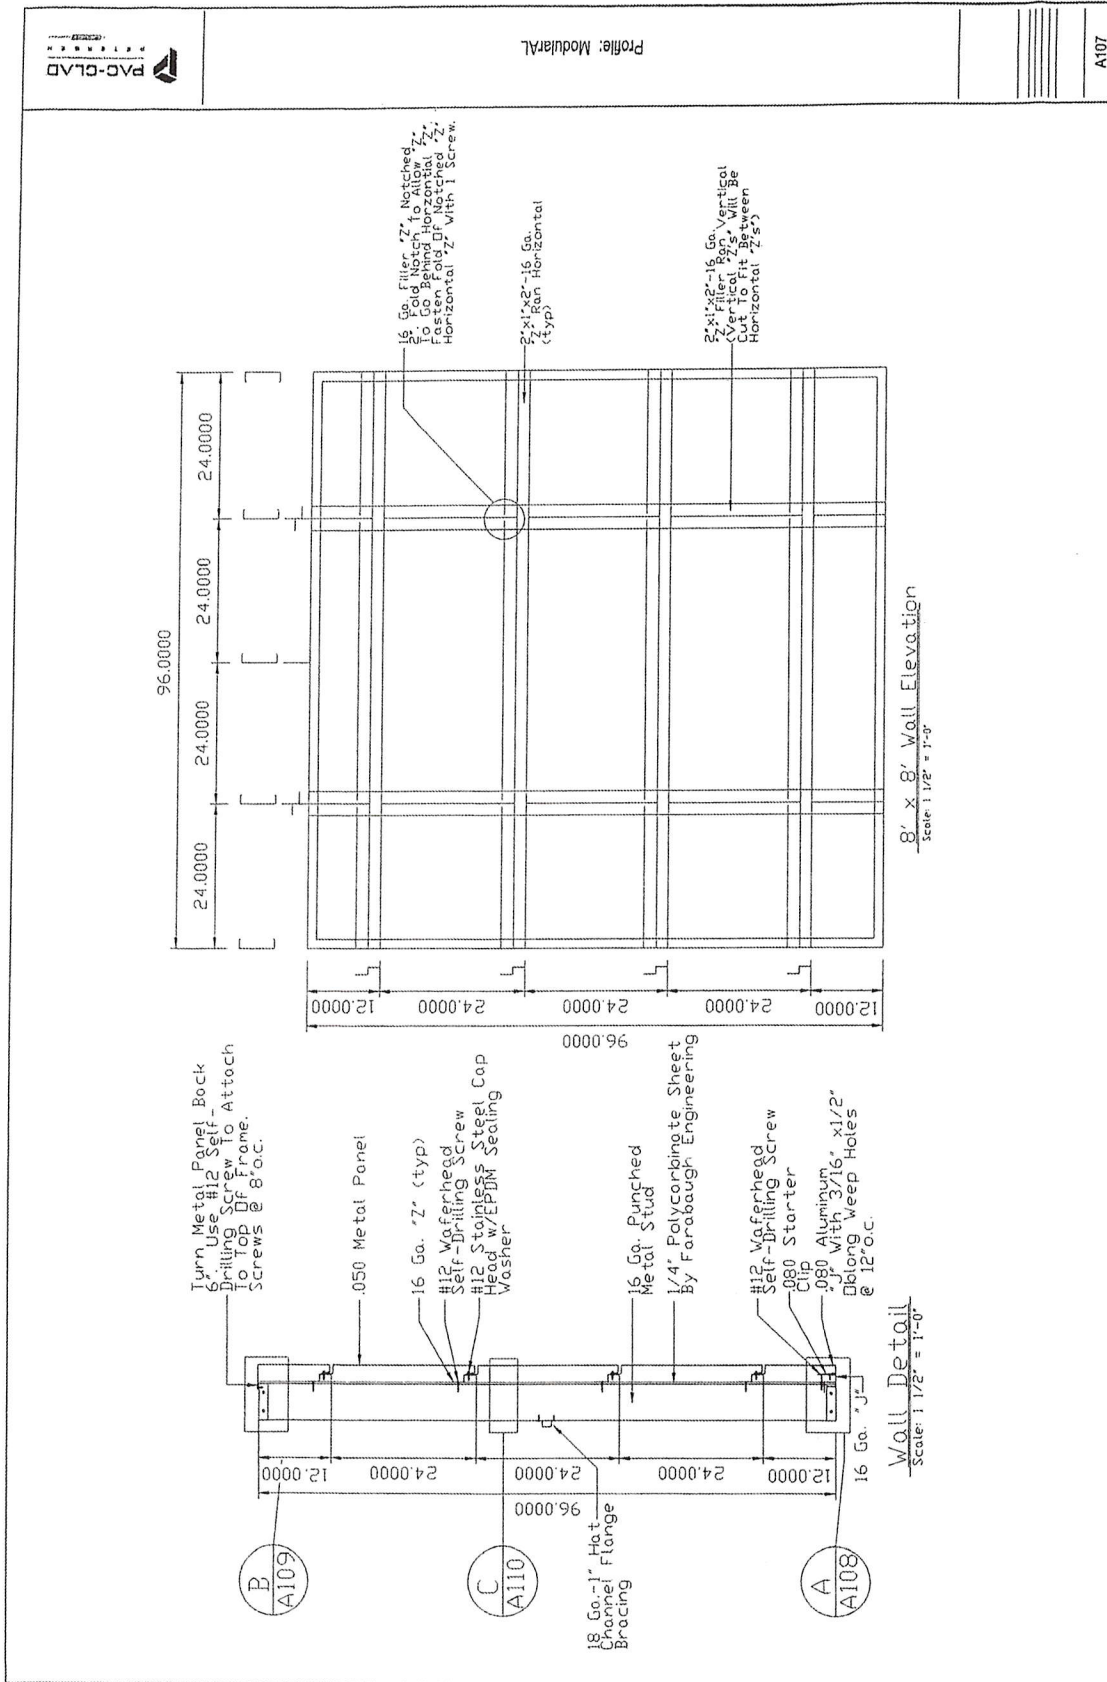 Turn Metal Panel Back
6". Use #12 Self-
Drilling Screw To Attach
To Top Of Frame.
Screws @ 8"o.c.
.050 Metal Panel
16 Ga. "Z" (typ)
#12 Waferhead
Self-Drilling Screw
#12 Stainless Steel Cap
Head w/EPDM Sealing
Washer
16 Ga. Punched
Metal Stud
1/4" Polycarbinate Sheet
By Farabaugh Engineering
#12 Waferhead
Self-Drilling Screw
.080 Starter
Clip
.080 Aluminum
"J" With 3/16" x1/2"
Oblong Weep Holes
@ 12"o.c.
16 Ga. "J"
B
A109
C
A110
A
A108
18 Ga.-1" Hat
Channel Flange
Bracing
12.0000
24.0000
24.0000
24.0000
12.0000
96.0000
Wall Detail
Scale: 1 1/2" = 1'-0"
96.0000
24.0000
24.0000
24.0000
24.0000
12.0000
24.0000
24.0000
24.0000
12.0000
96.0000
16 Ga. Filler "Z" Notched
2". Fold Notch To Allow "Z"
To Go Behind Horzontial "Z".
Fasten Fold Of Notched "Z"
Horizontal "Z" With 1 Screw.
2"x1"x2"-16 Ga.
"Z" Ran Horizontal
(typ)
2"x1"x2"-16 Ga.
"Z" Filler Ran Vertical
(Vertical "Z's" Will Be
Cut To Fit Between
Horizontal "Z's")
8' x 8' Wall Elevation
Scale: 1 1/2" = 1'-0"
PAC-CLAD
PETERSEN
Profile: ModularAL
A107